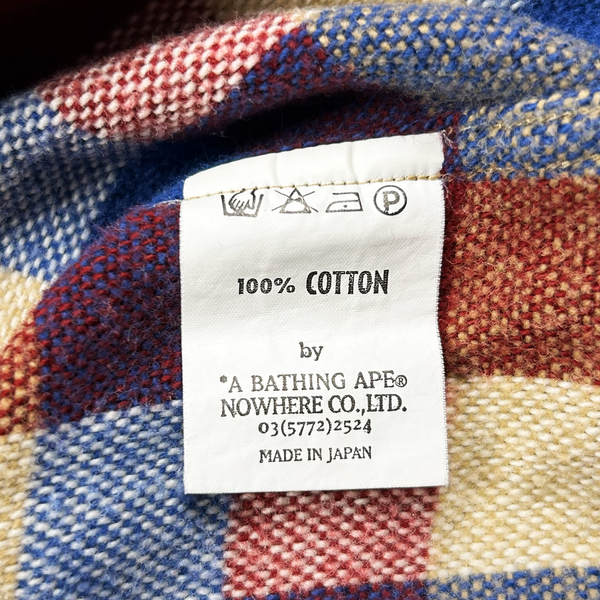 P
100% COTTON
by
*A BATHING APE®
NOWHERE CO.,LTD.
03(5772)2524
MADE IN JAPAN